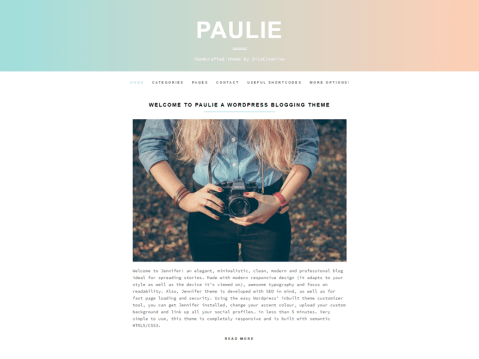 PAULIE
Handcrafted theme by OrizCreative
HOME CATEGORIES PAGES CONTACT USEFUL SHORTCODES MORE OPTIONS!
WELCOME TO PAULIE A WORDPRESS BLOGGING THEME
Welcome to Jennifer: an elegant, minimalistic, clean, modern and professional blog
ideal for spreading stories. Made with modern responsive design (it adapts to your
style as well as the device it's viewed on), awesome typography and focus on
readability. Also, Jennifer theme is developed with SEO in mind, as well as for
fast page loading and security. Using the easy Wordpress' inbuilt theme customizer
tool, you can get Jennifer installed, change your accent colour, upload your custom
background and link up all your social profiles, in less than 5 minutes. Very
simple to use, this theme is completely responsive and is built with semantic
HTML5/CSS3.
READ MORE